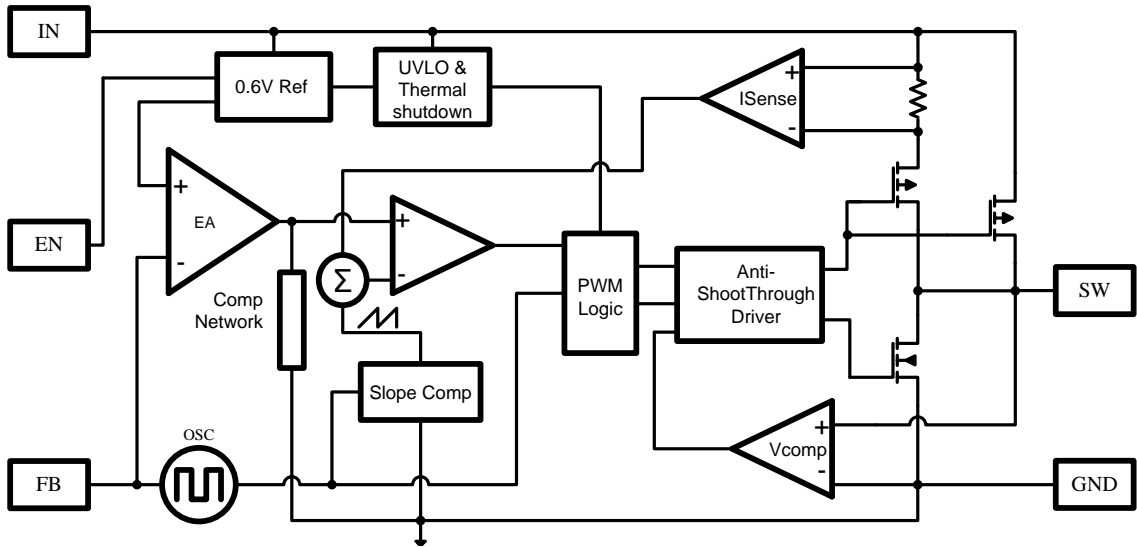 IN
0.6V Ref
UVLO &
Thermal
shutdown
+
ISense
-
+
EA
-
EN
+
-
Σ
Comp
Network
PWM
Logic
Anti-
ShootThrough
Driver
SW
Slope Comp
+
Vcomp
-
OSC
FB
GND